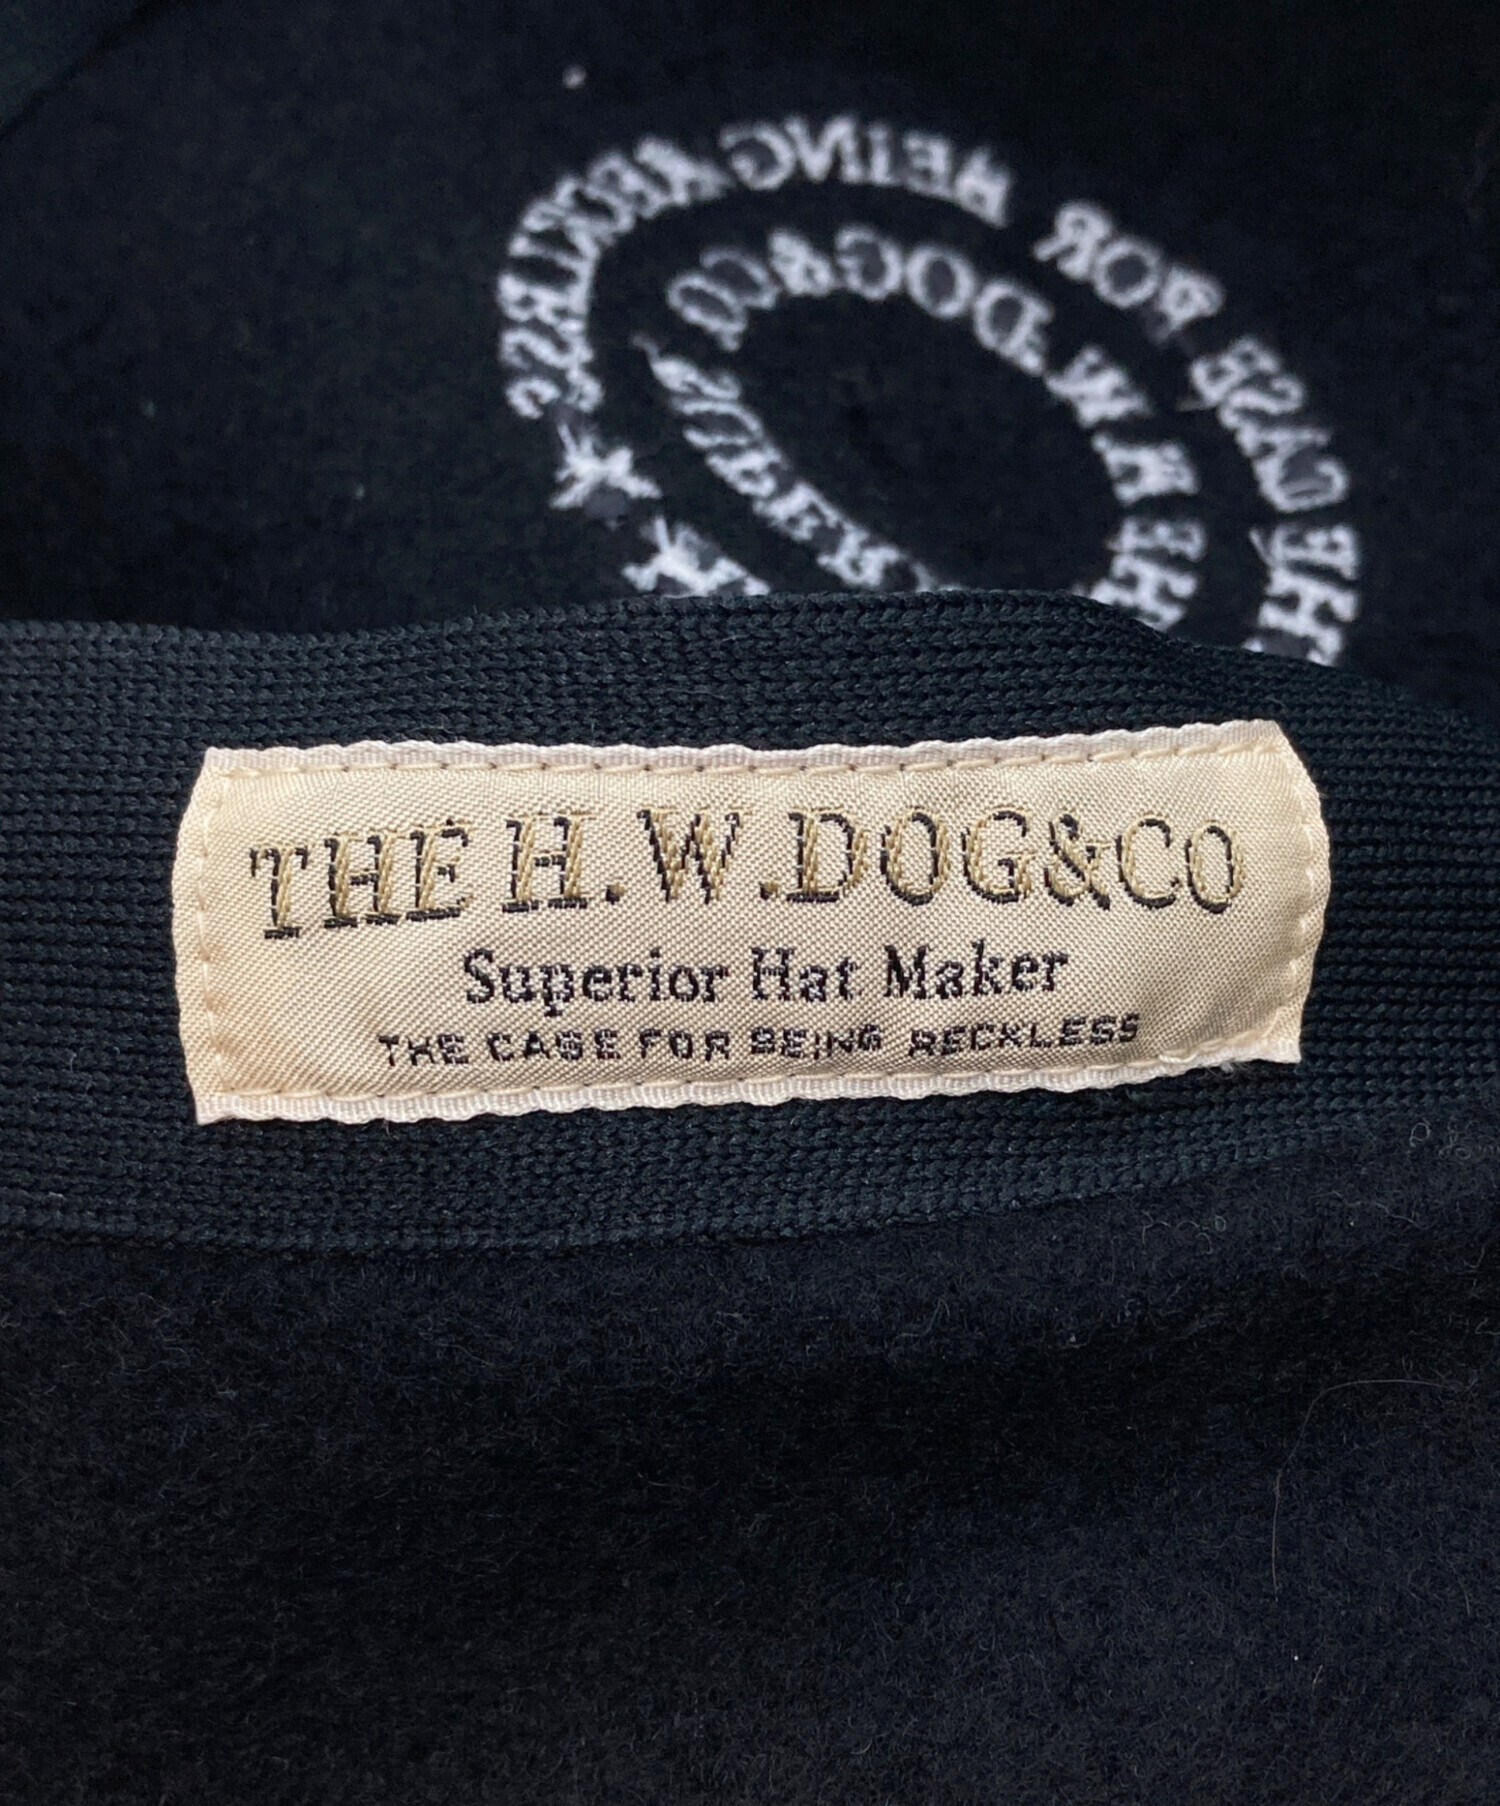 THE CASE FOR BEING RECKLESS
THE H.W.DOG&CO
SUPER
THE H.W.DOG&CO
Superior Hat Maker
THE CASE FOR BEING RECKLESS